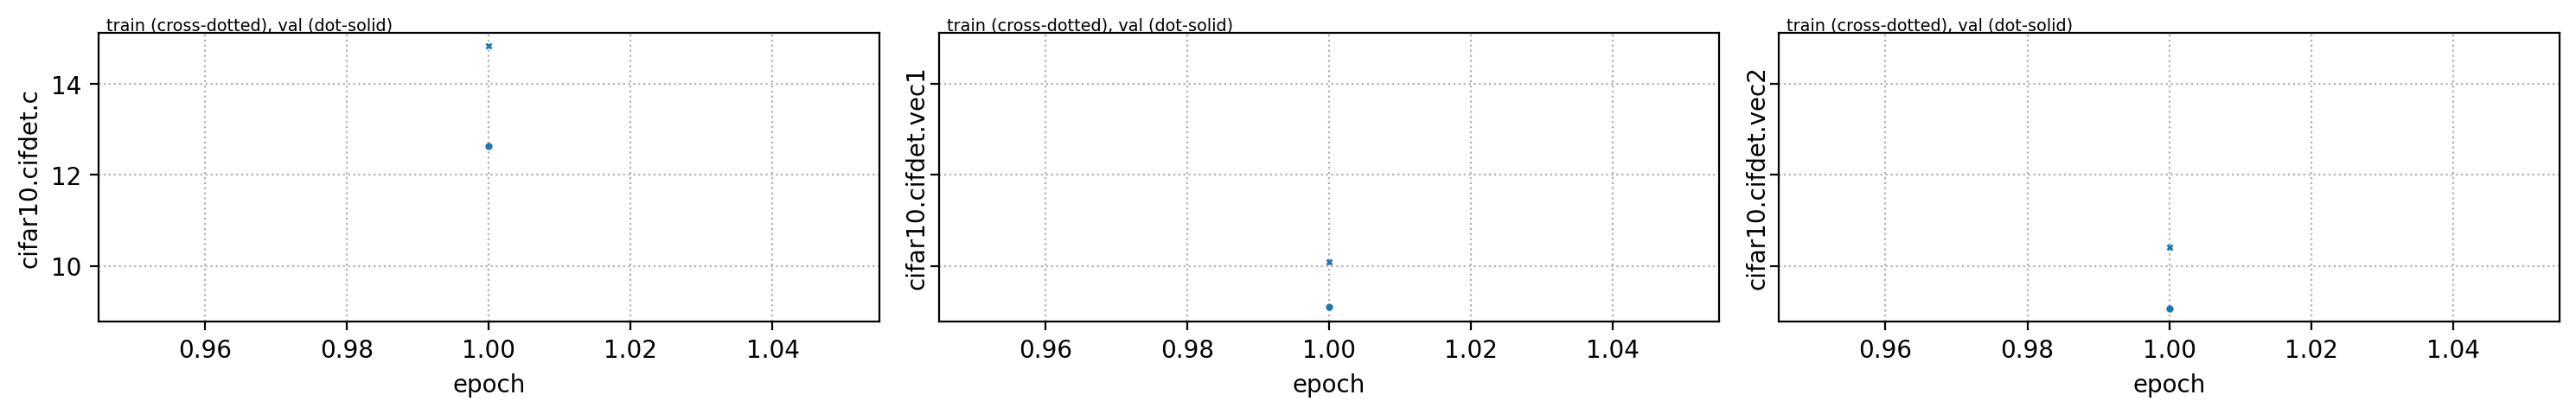 train (cross-dotted), val (dot-solid)
cifar10.cifdet.c
14
12
10
0.96 0.98 1.00 1.02 1.04
epoch
train (cross-dotted), val (dot-solid)
cifar10.cifdet.vec1
0.96 0.98 1.00 1.02 1.04
epoch
train (cross-dotted), val (dot-solid)
cifar10.cifdet.vec2
0.96 0.98 1.00 1.02 1.04
epoch